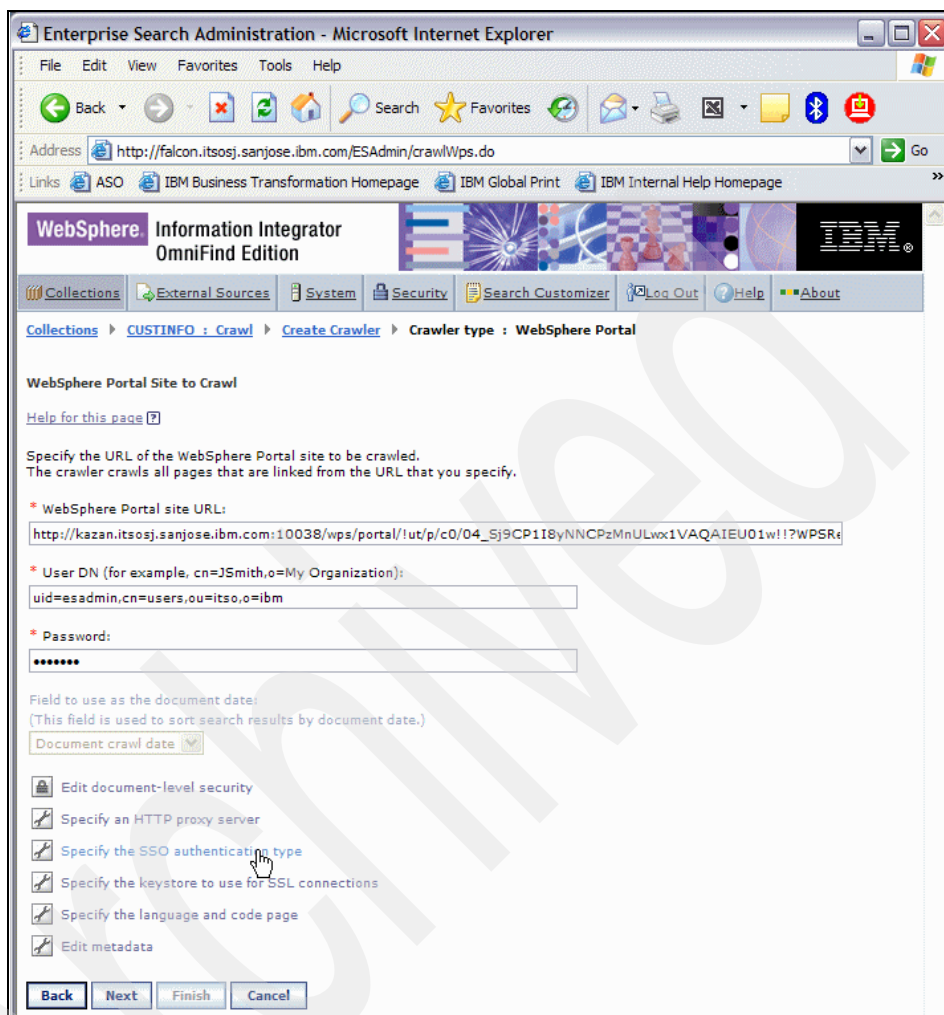 Enterprise Search Administration - Microsoft Internet Explorer
File Edit View Favorites Tools Help
Back Search Favorites
Address http://falcon.itsosj.sanjose.ibm.com/ESAdmin/crawlWps.do Go
Links ASO IBM Business Transformation Homepage IBM Global Print IBM Internal Help Homepage »
WebSphere. Information Integrator
OmniFind Edition
IBM®
Collections External Sources System Security Search Customizer Log Out Help About
Collections CUSTINFO : Crawl Create Crawler Crawler type : WebSphere Portal
WebSphere Portal Site to Crawl
Help for this page ?
Specify the URL of the WebSphere Portal site to be crawled.
The crawler crawls all pages that are linked from the URL that you specify.
* WebSphere Portal site URL:
http://kazan.itsosj.sanjose.ibm.com:10038/wps/portal/!ut/p/c0/04_Sj9CP1I8yNNCPzMnULwx1VAQAIEU01w!!?WPSRe
* User DN (for example, cn=JSmith,o=My Organization):
uid=esadmin,cn=users,ou=itso,o=ibm
* Password:
•••••••
Field to use as the document date:
(This field is used to sort search results by document date.)
Document crawl date
Edit document-level security
Specify an HTTP proxy server
Specify the SSO authentication type
Specify the keystore to use for SSL connections
Specify the language and code page
Edit metadata
Back Next Finish Cancel
Archived